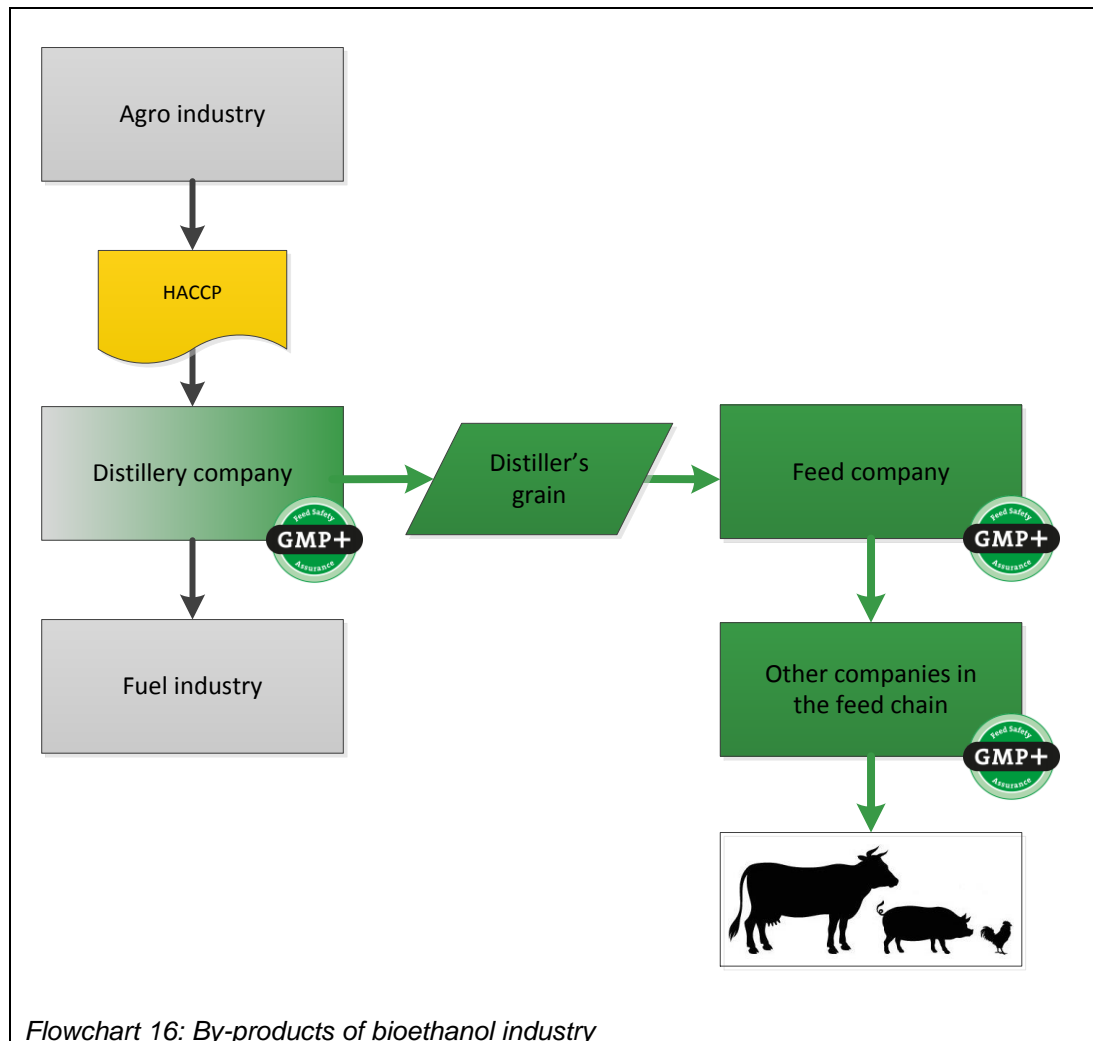 Agro industry
HACCP
Distillery company
Feed Safety
GMP+
Assurance
Distiller's
grain
Feed company
Feed Safety
GMP+
Assurance
Fuel industry
Other companies in
the feed chain
Feed Safety
GMP+
Assurance
Flowchart 16: By-products of bioethanol industry